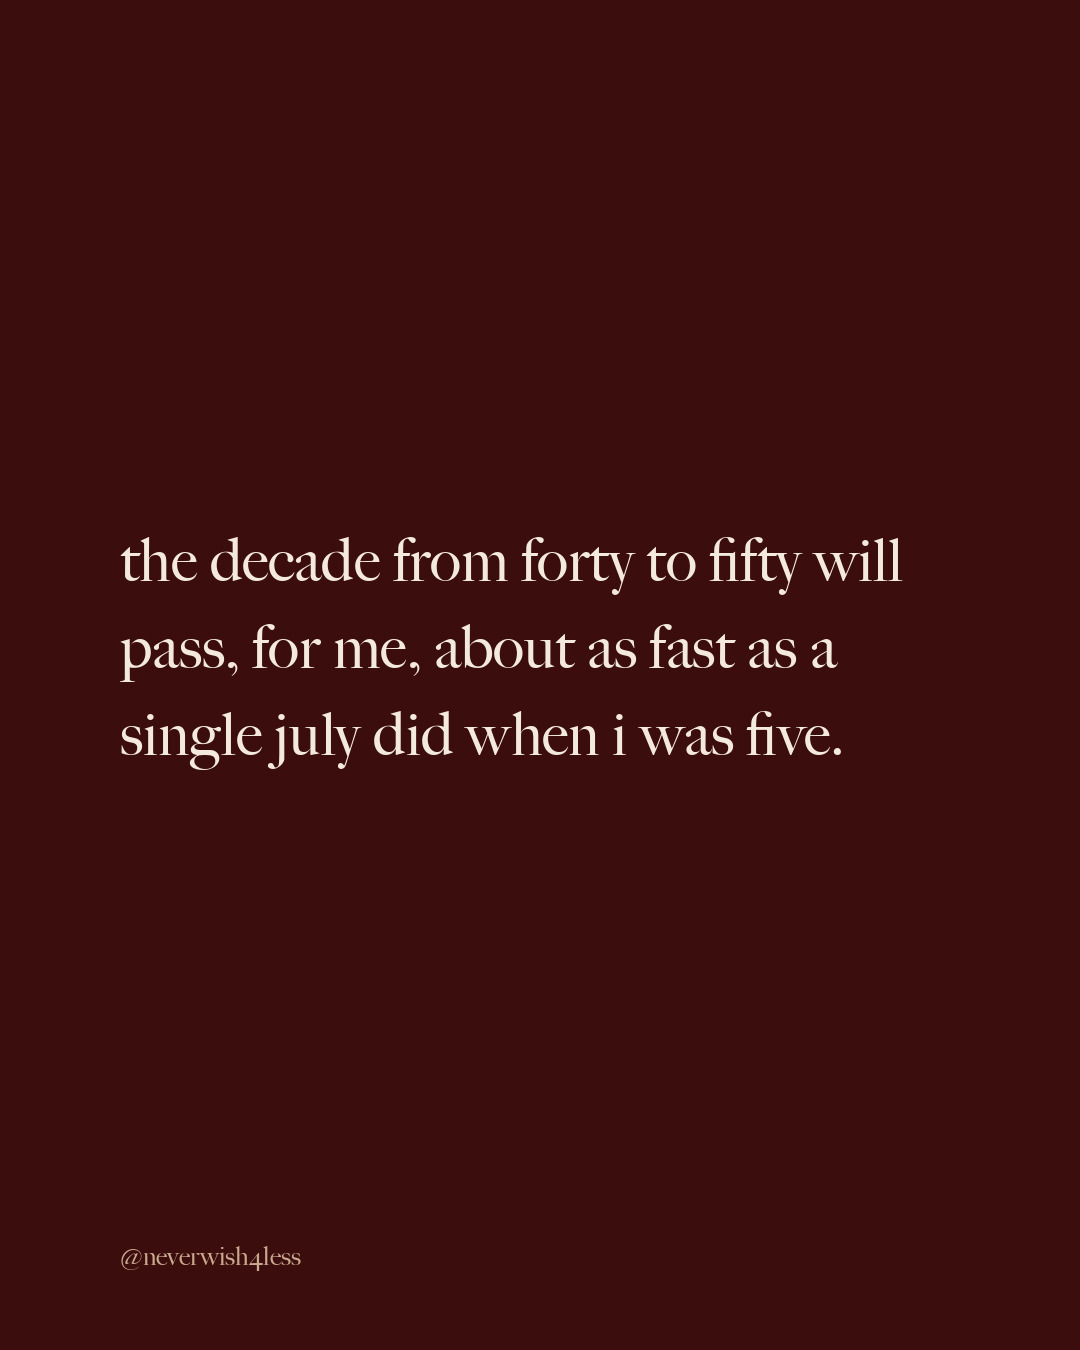 the decade from forty to fifty will
pass, for me, about as fast as a
single july did when i was five.
@neverwish4less